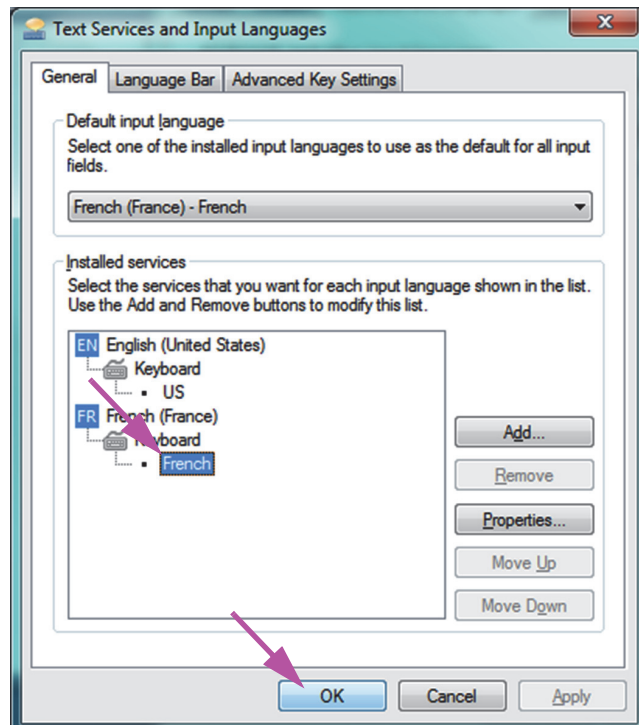 Text Services and Input Languages
General
Language Bar
Advanced Key Settings
Default input language
Select one of the installed input languages to use as the default for all input
fields.
French (France) - French
Installed services
Select the services that you want for each input language shown in the list.
Use the Add and Remove buttons to modify this list.
EN English (United States)
Keyboard
US
FR French (France)
Keyboard
French
Add...
Remove
Properties...
Move Up
Move Down
OK
Cancel
Apply